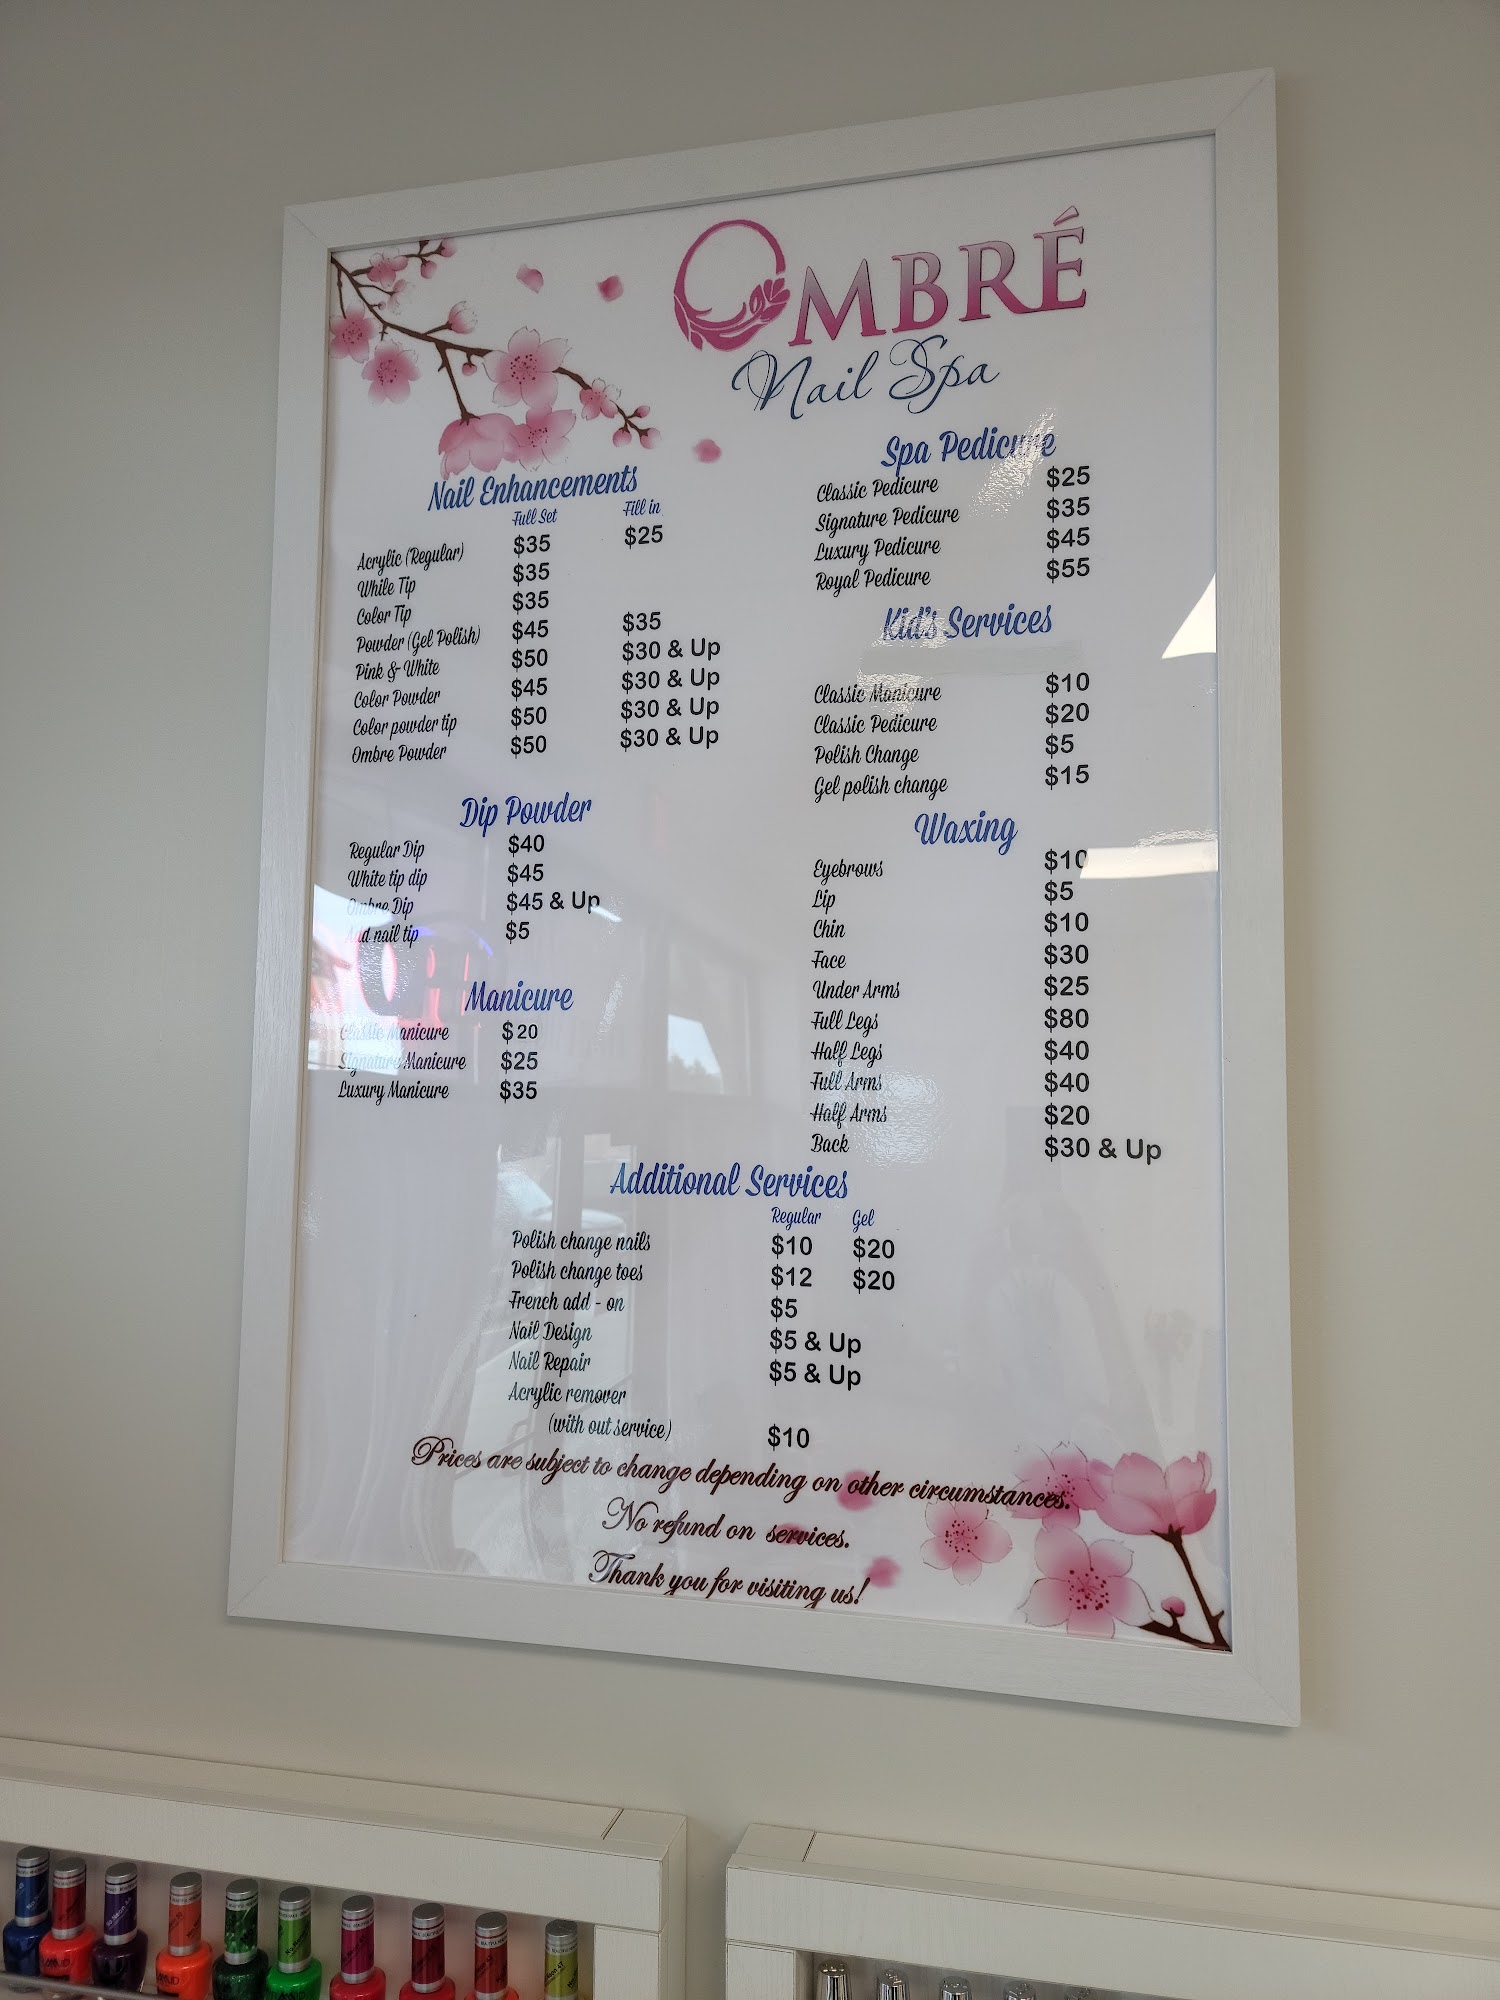 OMBRÉ
Nail Spa
Nail Enhancements
Full Set Fill in
Acrylic (Regular) $35 $25
White Tip $35
Color Tip $35
Powder (Gel Polish) $45 $35
Pink & White $50 $30 & Up
Color Powder $45 $30 & Up
Color powder tip $50 $30 & Up
Ombre Powder $50 $30 & Up
Dip Powder
Regular Dip $40
White tip dip $45
Ombre Dip $45 & Up
Add nail tip $5
Manicure
Classic Manicure $20
Signature Manicure $25
Luxury Manicure $35
Spa Pedicure
Classic Pedicure $25
Signature Pedicure $35
Luxury Pedicure $45
Royal Pedicure $55
Kid's Services
Classic Manicure $10
Classic Pedicure $20
Polish Change $5
Gel polish change $15
Waxing
Eyebrows $10
Lip $5
Chin $10
Face $30
Under Arms $25
Full Legs $80
Half Legs $40
Full Arms $40
Half Arms $20
Back $30 & Up
Additional Services
Regular Gel
Polish change nails $10 $20
Polish change toes $12 $20
French add - on $5
Nail Design $5 & Up
Nail Repair $5 & Up
Acrylic remover
(with out service) $10
Prices are subject to change depending on other circumstances.
No refund on services.
Thank you for visiting us!